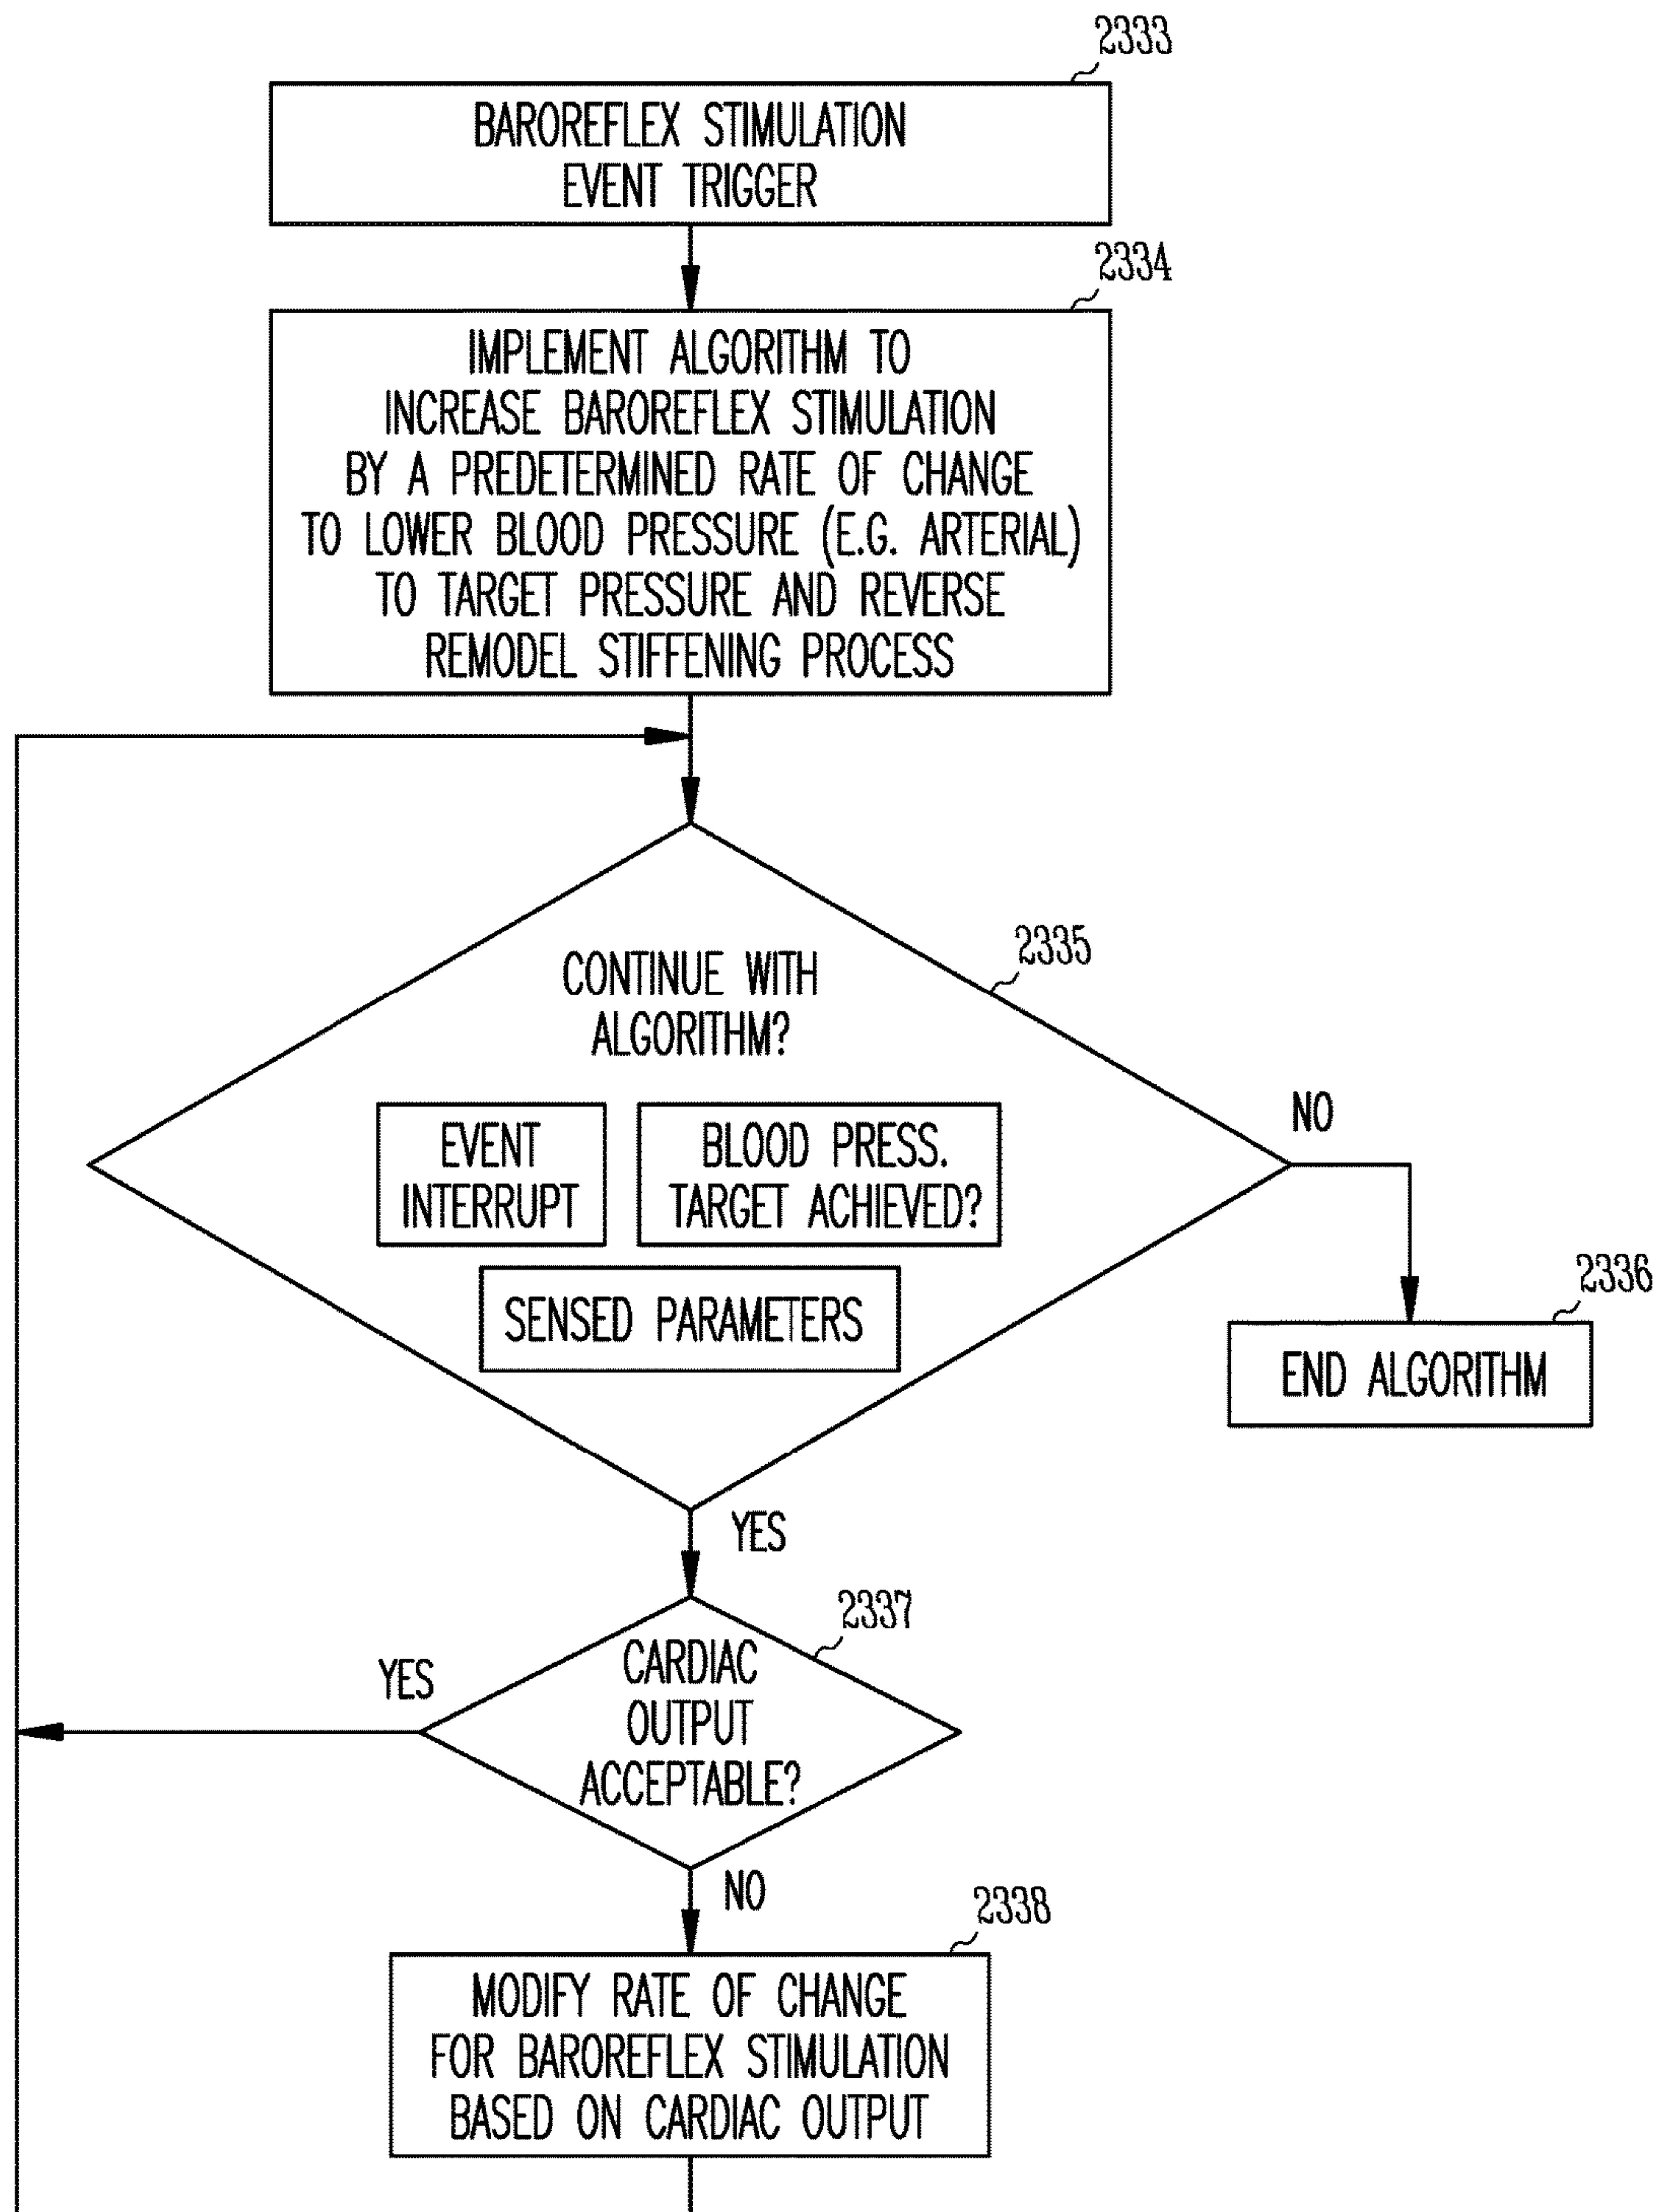 2333
BAROREFLEX STIMULATION
EVENT TRIGGER
2334
IMPLEMENT ALGORITHM TO
INCREASE BAROREFLEX STIMULATION
BY A PREDETERMINED RATE OF CHANGE
TO LOWER BLOOD PRESSURE (E.G. ARTERIAL)
TO TARGET PRESSURE AND REVERSE
REMODEL STIFFENING PROCESS
2335
CONTINUE WITH
ALGORITHM?
EVENT
INTERRUPT
BLOOD PRESS.
TARGET ACHIEVED?
SENSED PARAMETERS
NO
2336
END ALGORITHM
YES
2337
CARDIAC
OUTPUT
ACCEPTABLE?
YES
NO
2338
MODIFY RATE OF CHANGE
FOR BAROREFLEX STIMULATION
BASED ON CARDIAC OUTPUT